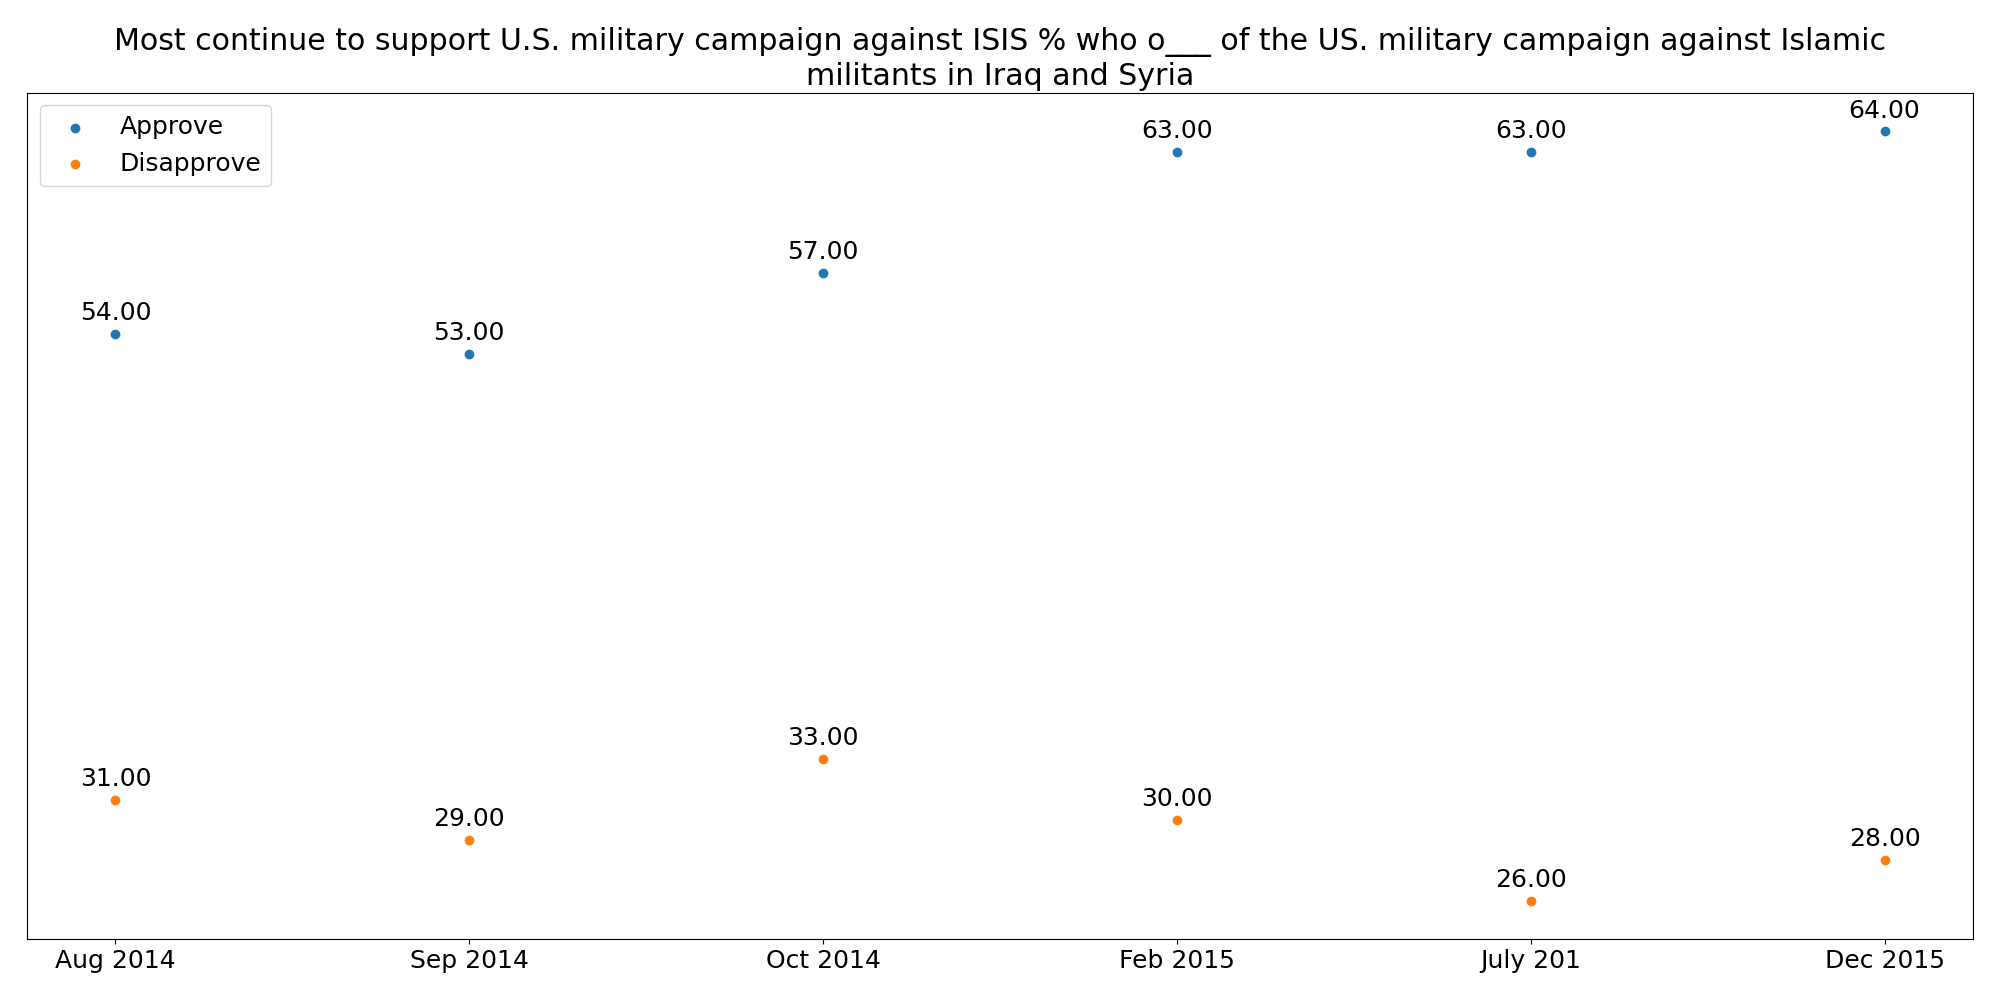 Most continue to support U.S. military campaign against ISIS % who o___ of the US. military campaign against Islamic
militants in Iraq and Syria
Approve
Disapprove
54.00
53.00
57.00
63.00
63.00
64.00
31.00
29.00
33.00
30.00
26.00
28.00
Aug 2014
Sep 2014
Oct 2014
Feb 2015
July 201
Dec 2015